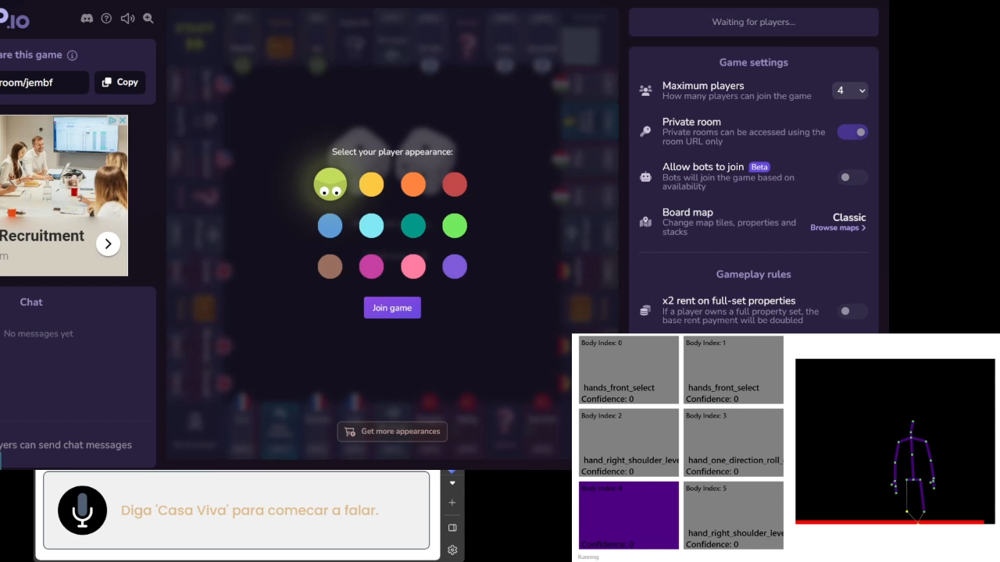 P.IO
are this game
room/jembf
Copy
Recruitment
m
Chat
No messages yet
yers can send chat messages
START
Select your player appearance:
Join game
Get more appearances
Waiting for players...
Game settings
Maximum players
How many players can join the game
4
Private room
Private rooms can be accessed using the
room URL only
Allow bots to join Beta
Bots will join the game based on
availability
Board map
Change map tiles, properties and
stacks
Classic
Browse maps >
Gameplay rules
x2 rent on full-set properties
If a player owns a full property set, the
base rent payment will be doubled
Diga 'Casa Viva' para comecar a falar.
Body Index: 0
hands_front_select
Confidence: 0
Body Index: 1
hands_front_select
Confidence: 0
Body Index: 2
hand_right_shoulder_leve
Confidence: 0
Body Index: 3
hand_one_direction_roll_
Confidence: 0
Body Index: 4
Confidence: 0
Body Index: 5
hand_right_shoulder_leve
Confidence: 0
Running